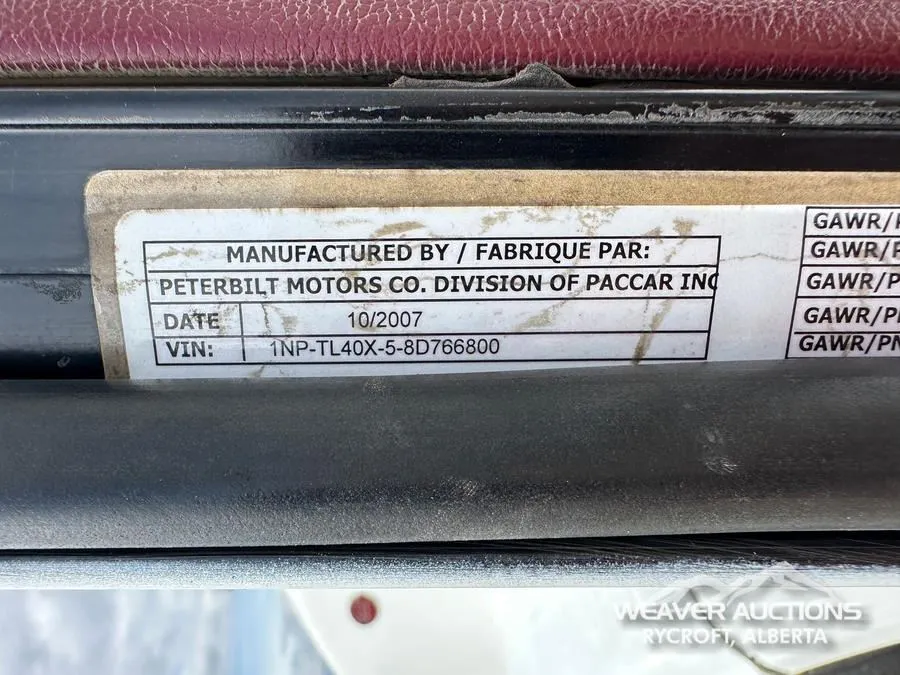 MANUFACTURED BY / FABRIQUE PAR:
PETERBILT MOTORS CO. DIVISION OF PACCAR INC
DATE 10/2007
VIN: 1NP-TL40X-5-8D766800
GAWR/P
GAWR/P
GAWR/P
GAWR/P
GAWR/PN
WEAVER AUCTIONS
RYCROFT, ALBERTA